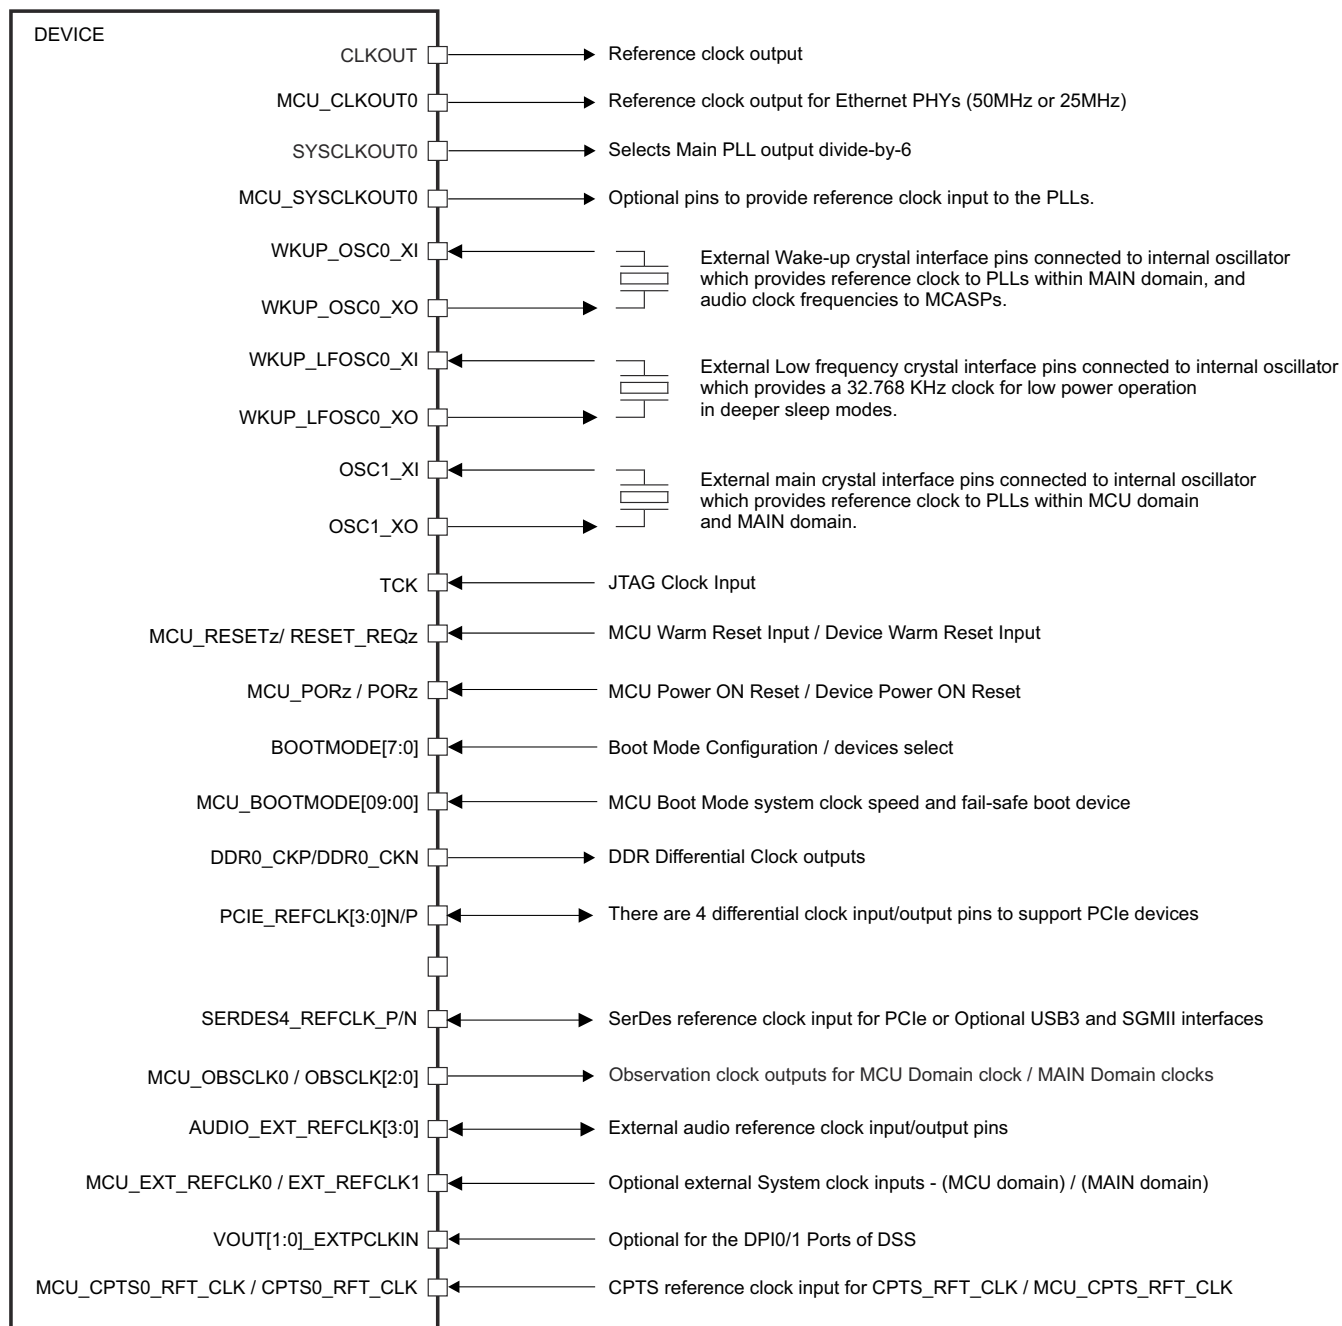 DEVICE
CLKOUT Reference clock output
MCU_CLKOUT0 Reference clock output for Ethernet PHYs (50MHz or 25MHz)
SYSCLKOUT0 Selects Main PLL output divide-by-6
MCU_SYSCLKOUT0 Optional pins to provide reference clock input to the PLLs.
WKUP_OSC0_XI
External Wake-up crystal interface pins connected to internal oscillator
which provides reference clock to PLLs within MAIN domain, and
audio clock frequencies to MCASPs.
WKUP_OSC0_XO
WKUP_LFOSC0_XI
External Low frequency crystal interface pins connected to internal oscillator
which provides a 32.768 KHz clock for low power operation
in deeper sleep modes.
WKUP_LFOSC0_XO
OSC1_XI
External main crystal interface pins connected to internal oscillator
which provides reference clock to PLLs within MCU domain
and MAIN domain.
OSC1_XO
TCK JTAG Clock Input
MCU_RESETz/ RESET_REQz MCU Warm Reset Input / Device Warm Reset Input
MCU_PORz / PORz MCU Power ON Reset / Device Power ON Reset
BOOTMODE[7:0] Boot Mode Configuration / devices select
MCU_BOOTMODE[09:00] MCU Boot Mode system clock speed and fail-safe boot device
DDR0_CKP/DDR0_CKN DDR Differential Clock outputs
PCIE_REFCLK[3:0]N/P There are 4 differential clock input/output pins to support PCIe devices
SERDES4_REFCLK_P/N SerDes reference clock input for PCIe or Optional USB3 and SGMII interfaces
MCU_OBSCLK0 / OBSCLK[2:0] Observation clock outputs for MCU Domain clock / MAIN Domain clocks
AUDIO_EXT_REFCLK[3:0] External audio reference clock input/output pins
MCU_EXT_REFCLK0 / EXT_REFCLK1 Optional external System clock inputs - (MCU domain) / (MAIN domain)
VOUT[1:0]_EXTPCLKIN Optional for the DPI0/1 Ports of DSS
MCU_CPTS0_RFT_CLK / CPTS0_RFT_CLK CPTS reference clock input for CPTS_RFT_CLK / MCU_CPTS_RFT_CLK